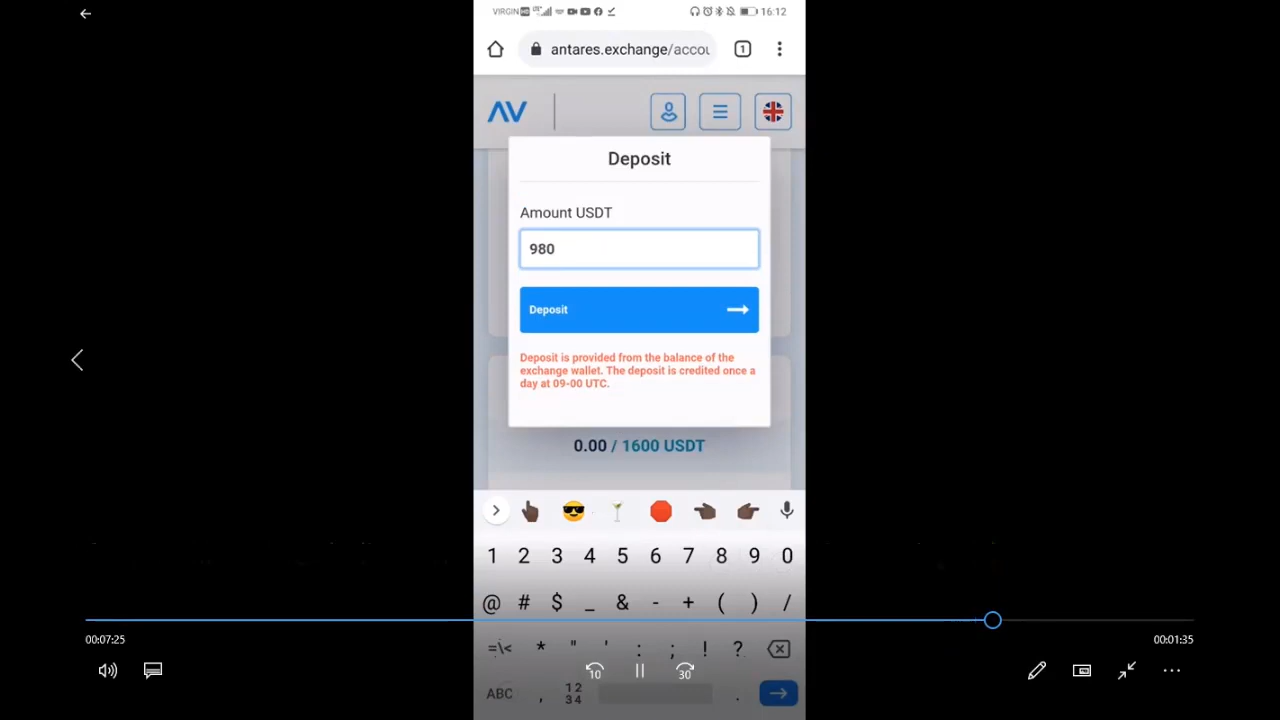 VIRGIN HD 16:12
antares.exchange/accou
1
AV
Deposit
Amount USDT
980
Deposit
Deposit is provided from the balance of the
exchange wallet. The deposit is credited once a
day at 09-00 UTC.
0.00 / 1600 USDT
1 2 3 4 5 6 7 8 9 0
@ # $ _ & - + ( ) /
=\< * " ' : ; ! ?
ABC , 12 34 .
00:07:25 00:01:35
10 30